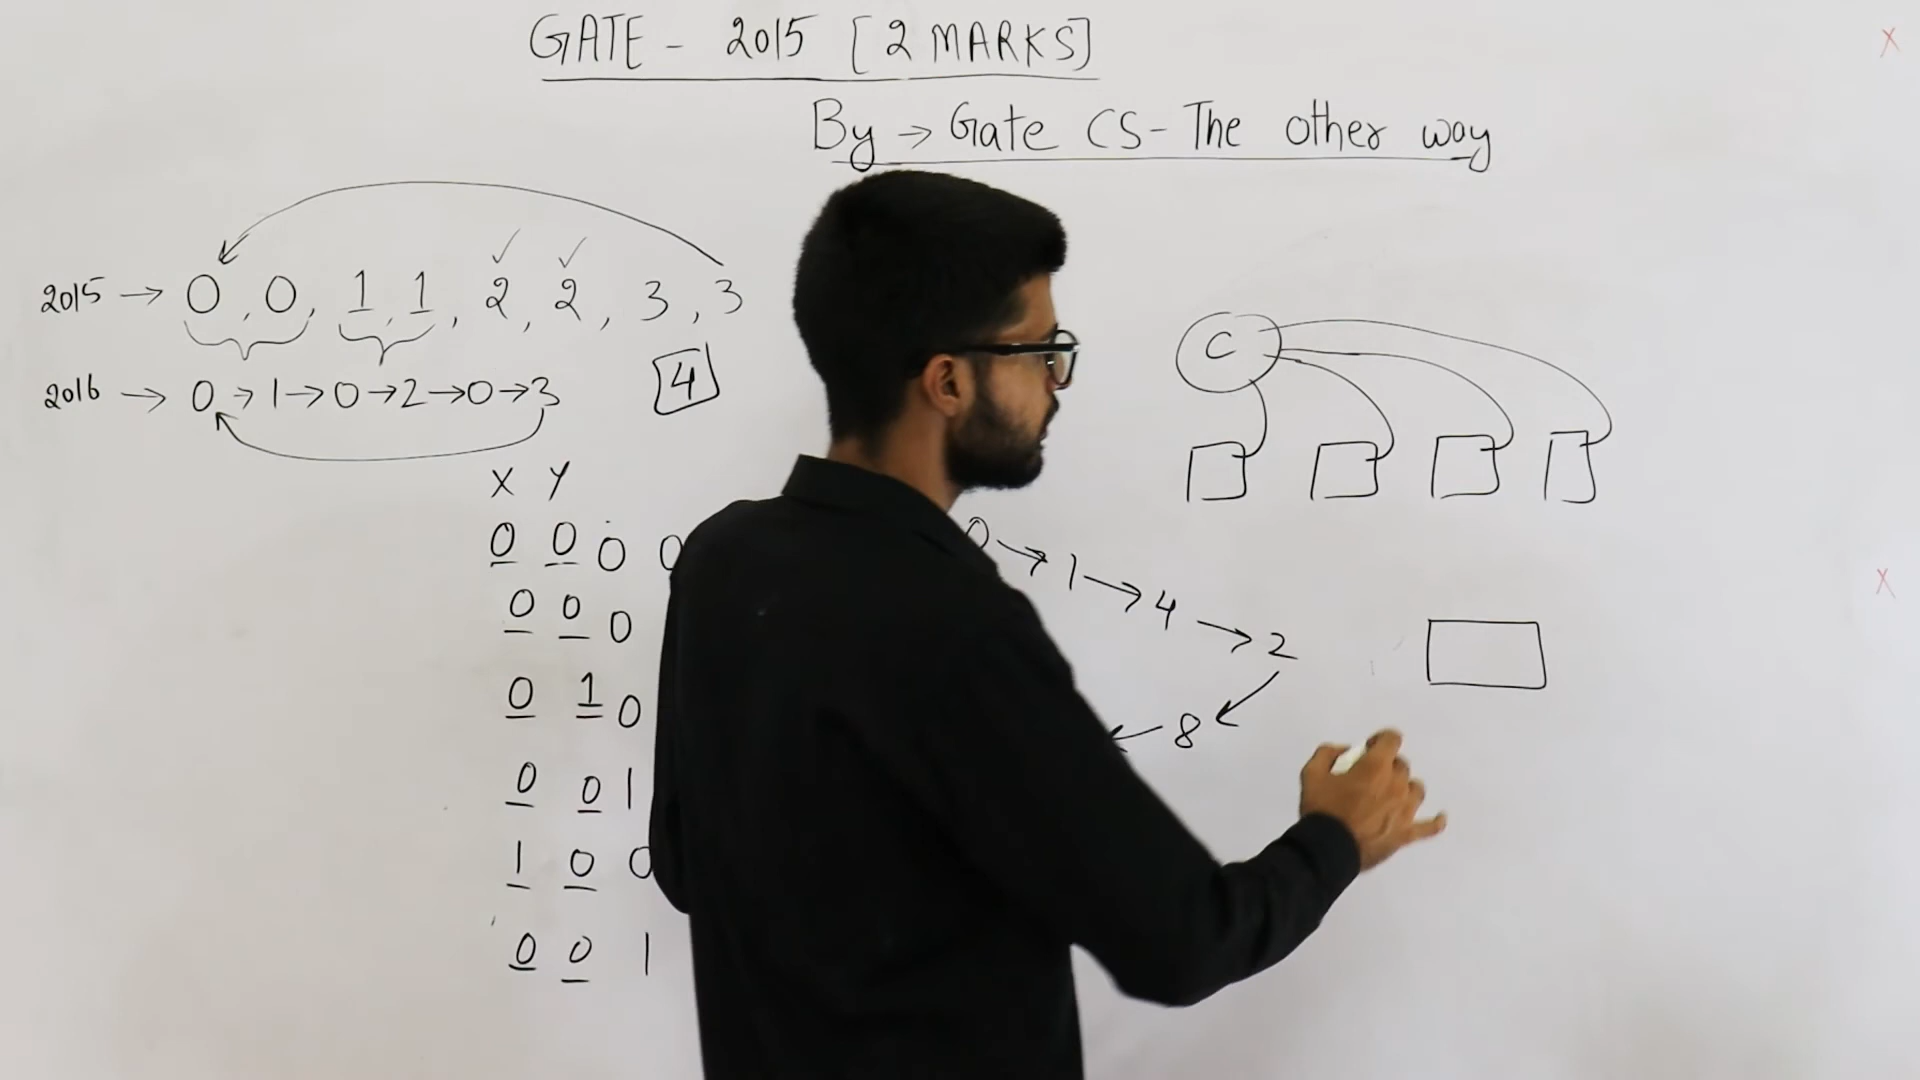 GATE - 2015 [2 MARKS]
By → Gate CS - The other way
2015 → 0, 0, 1, 1, 2, 2, 3, 3
2016 → 0 → 1 → 0 → 2 → 0 → 3
4
C
X Y
0 0 0 0
0 0 0
0 1 0
0 0 1
1 0 0
0 0 1
0 → 1 → 4 → 2
8